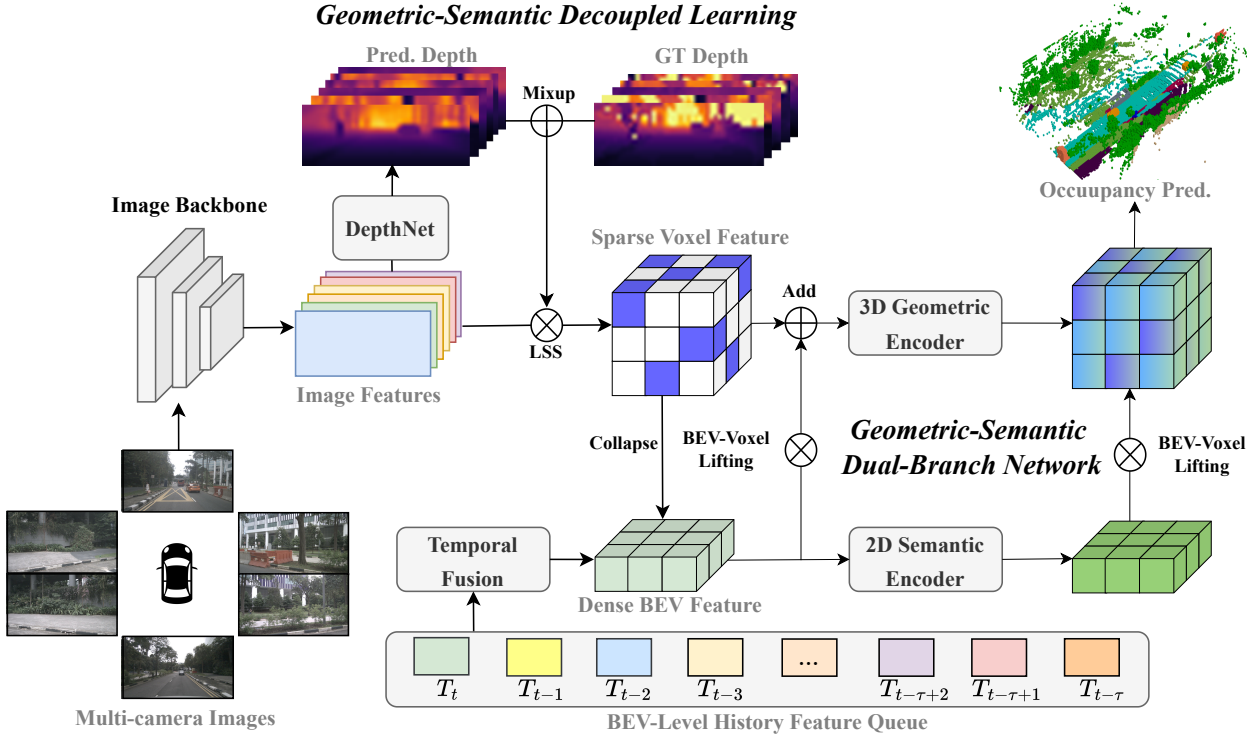 Geometric-Semantic Decoupled Learning
Pred. Depth
GT Depth
Mixup
Occuupancy Pred.
Image Backbone
DepthNet
Sparse Voxel Feature
Add
3D Geometric
Encoder
LSS
Image Features
Collapse
BEV-Voxel
Lifting
Geometric-Semantic
Dual-Branch Network
BEV-Voxel
Lifting
Temporal
Fusion
2D Semantic
Encoder
Dense BEV Feature
...
T_t
T_{t-1}
T_{t-2}
T_{t-3}
T_{t-τ+2}
T_{t-τ+1}
T_{t-τ}
Multi-camera Images
BEV-Level History Feature Queue